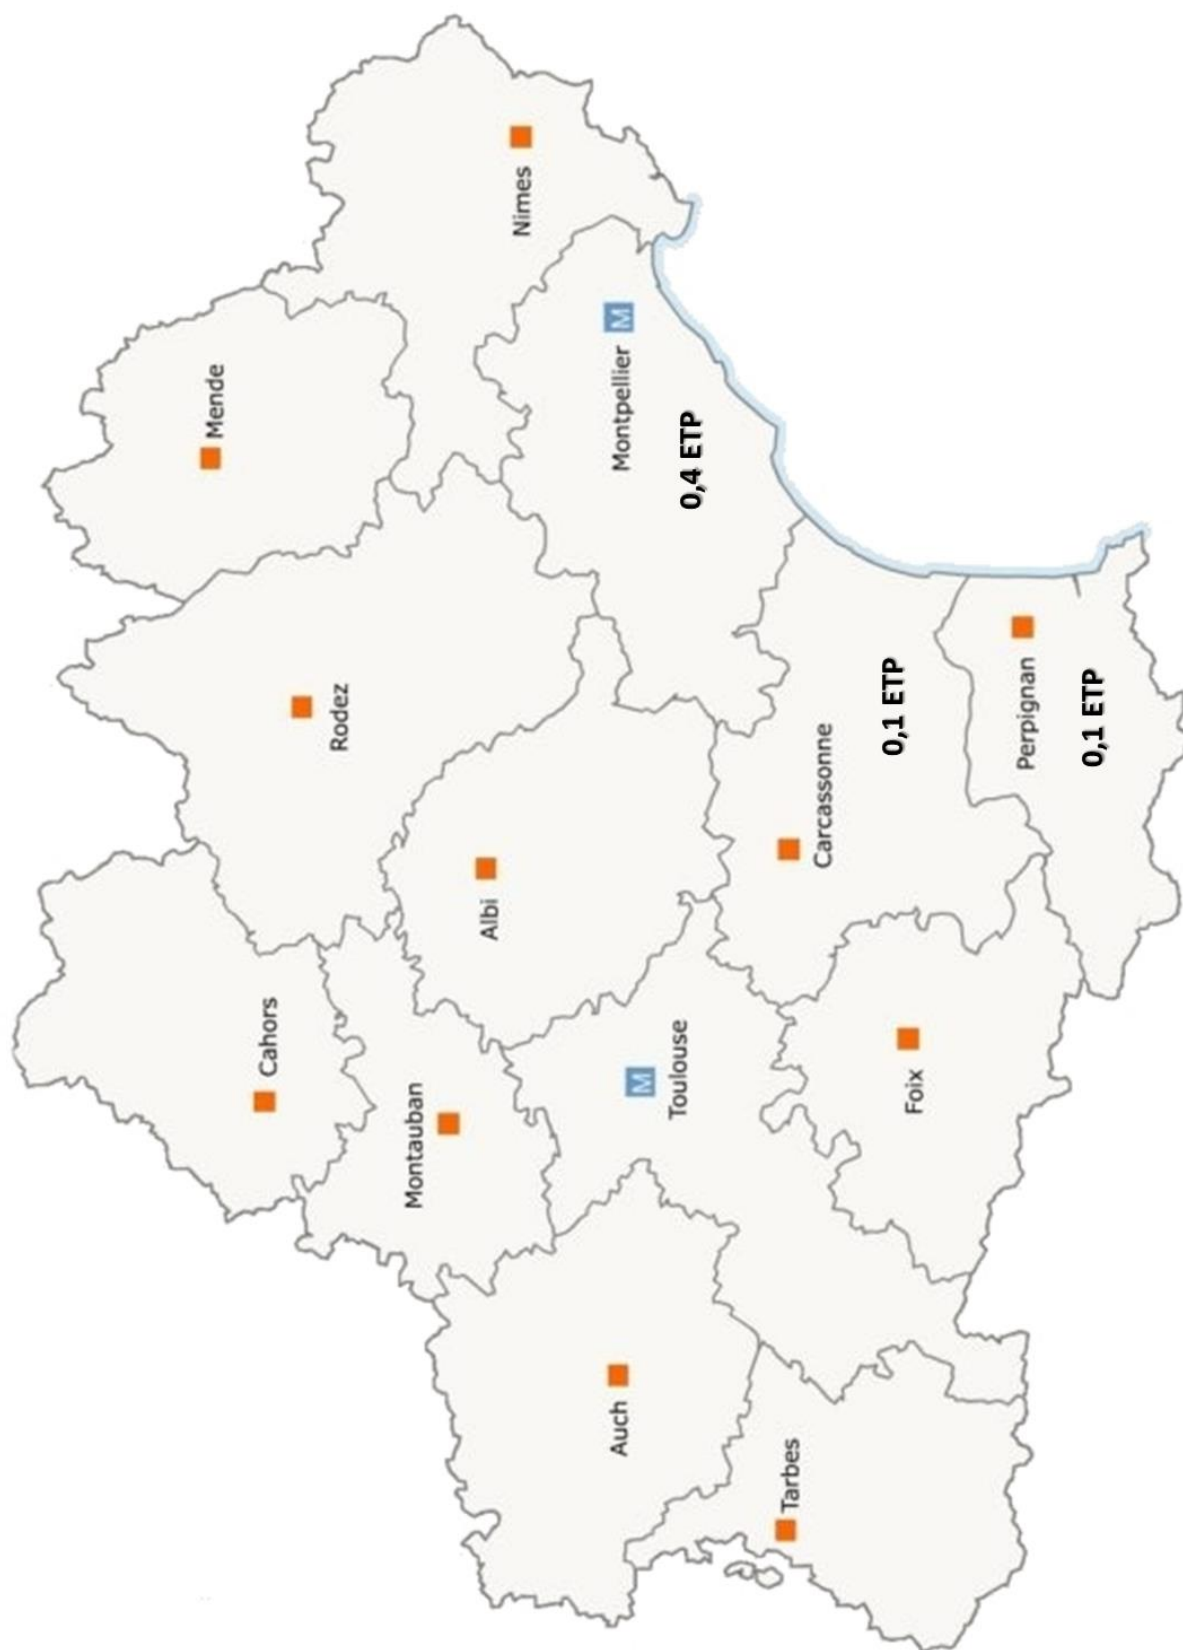 Cahors
Mende
Rodez
Montauban
Albi
Nimes
Auch
Toulouse
M
Montpellier
M
0,4 ETP
Tarbes
Carcassonne
0,1 ETP
Foix
Perpignan
0,1 ETP